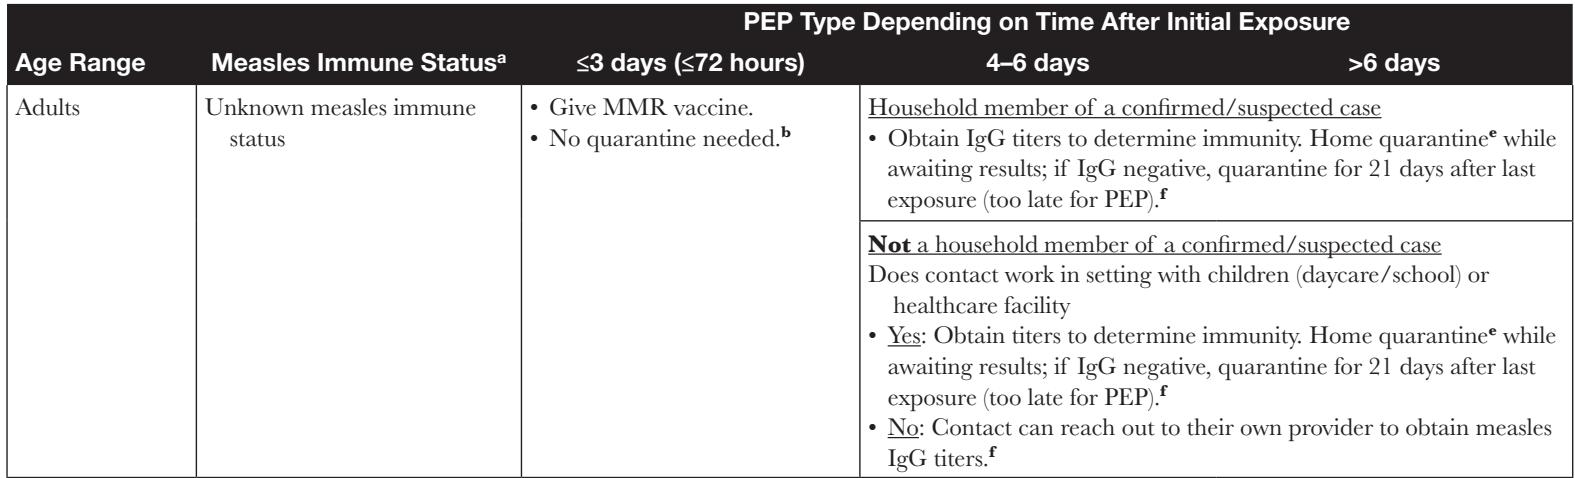 PEP Type Depending on Time After Initial Exposure
Age Range Measles Immune Statusᵃ ≤3 days (≤72 hours) 4–6 days >6 days
Adults
Unknown measles immune
status
• Give MMR vaccine.
• No quarantine needed.ᵇ
Household member of a confirmed/suspected case
• Obtain IgG titers to determine immunity. Home quarantineᵉ while
awaiting results; if IgG negative, quarantine for 21 days after last
exposure (too late for PEP).ᶠ
Not a household member of a confirmed/suspected case
Does contact work in setting with children (daycare/school) or
healthcare facility
• Yes: Obtain titers to determine immunity. Home quarantineᵉ while
awaiting results; if IgG negative, quarantine for 21 days after last
exposure (too late for PEP).ᶠ
• No: Contact can reach out to their own provider to obtain measles
IgG titers.ᶠ